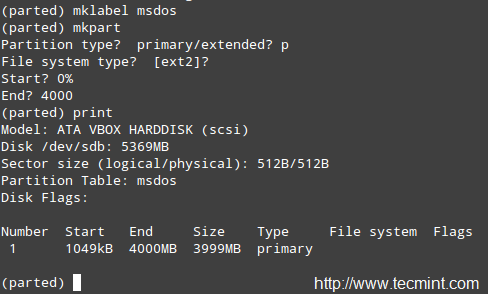 (parted) mklabel msdos
(parted) mkpart
Partition type?  primary/extended? p
File system type?  [ext2]?
Start? 0%
End? 4000
(parted) print
Model: ATA VBOX HARDDISK (scsi)
Disk /dev/sdb: 5369MB
Sector size (logical/physical): 512B/512B
Partition Table: msdos
Disk Flags:
Number  Start   End     Size    Type     File system  Flags
 1      1049kB  4000MB  3999MB  primary
(parted)
http://www.tecmint.com